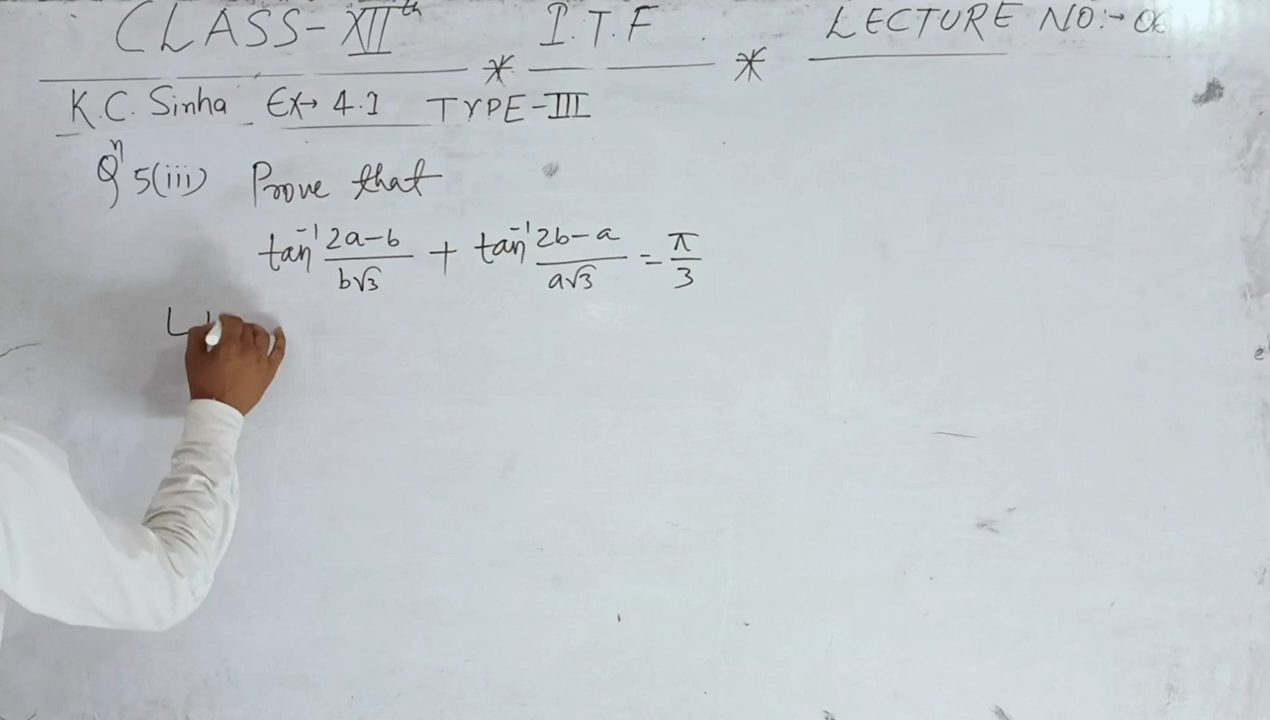 CLASS-XIIth * I.T.F * LECTURE NO:-
K.C. Sinha Ex→ 4.1 TYPE-III
Qn 5(iii) Prove that
tan⁻¹ (2a-b)/(b√3) + tan⁻¹ (2b-a)/(a√3) = π/3
L